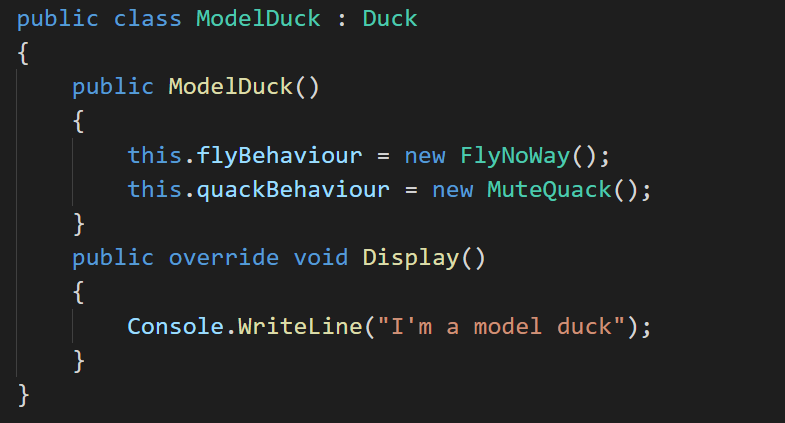 public class ModelDuck : Duck
{
    public ModelDuck()
    {
        this.flyBehaviour = new FlyNoWay();
        this.quackBehaviour = new MuteQuack();
    }
    public override void Display()
    {
        Console.WriteLine("I'm a model duck");
    }
}